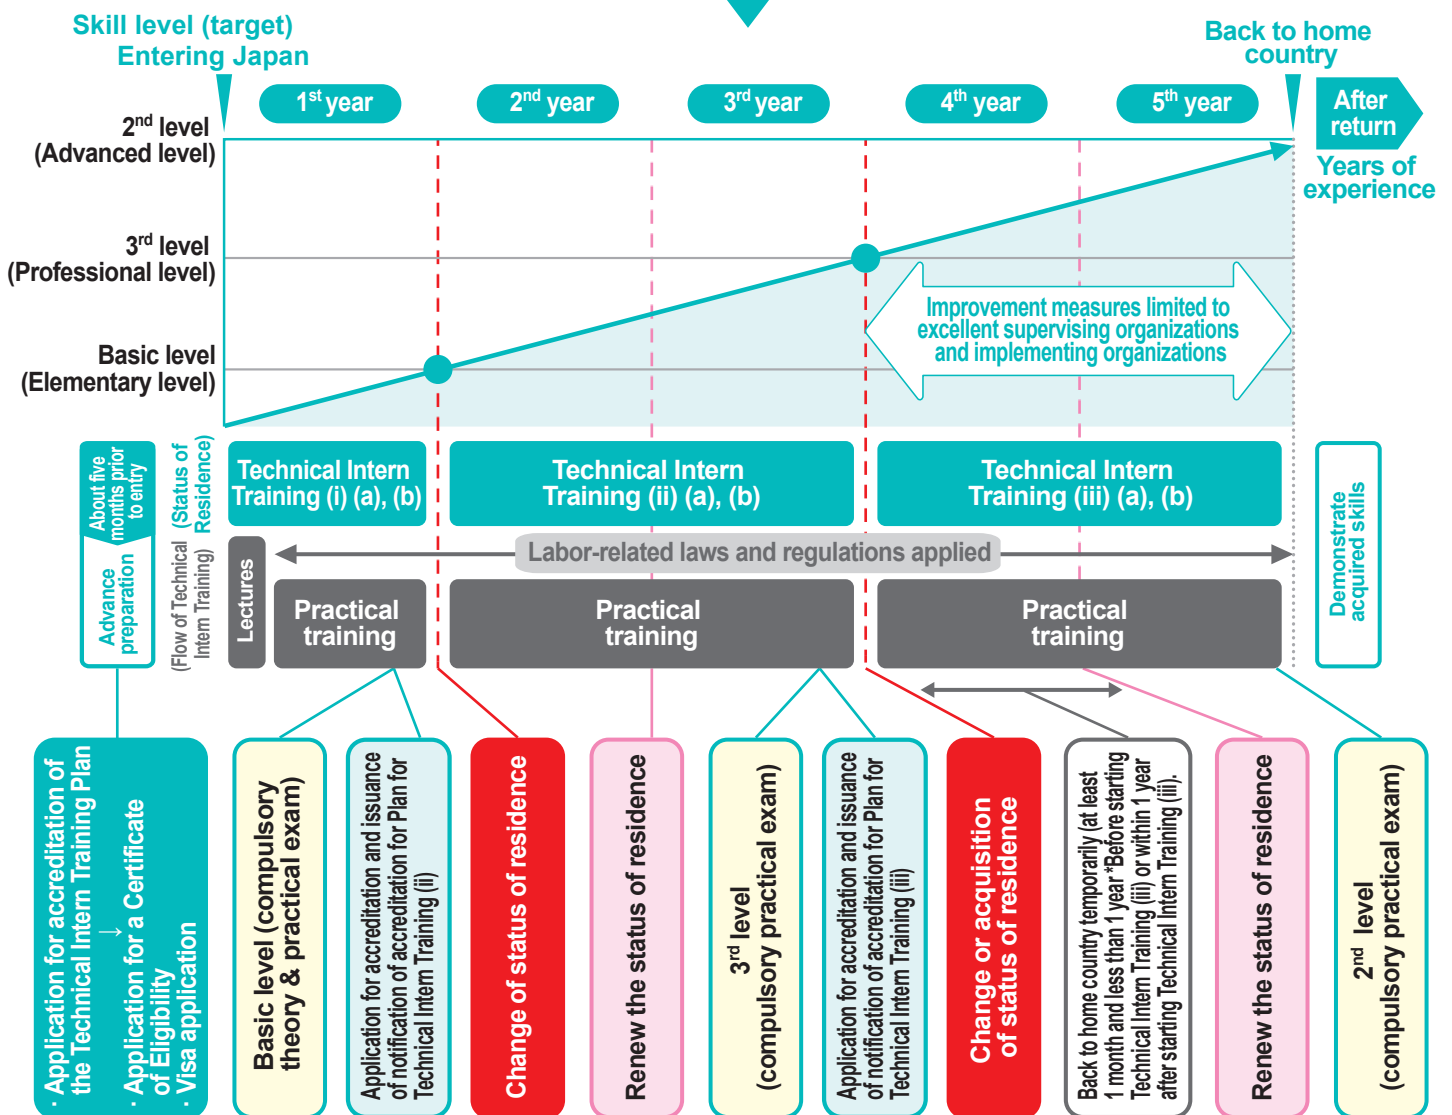 Skill level (target)
Entering Japan
Back to home
country
1st year
2nd year
3rd year
4th year
5th year
After
return
Years of
experience
2nd level
(Advanced level)
3rd level
(Professional level)
Basic level
(Elementary level)
Improvement measures limited to
excellent supervising organizations
and implementing organizations
About five
months prior
to entry
Advance
preparation
(Status of
Residence)
(Flow of Technical
Intern Training)
Technical Intern
Training (i) (a), (b)
Technical Intern
Training (ii) (a), (b)
Technical Intern
Training (iii) (a), (b)
Labor-related laws and regulations applied
Lectures
Practical
training
Practical
training
Practical
training
Demonstrate
acquired skills
· Application for accreditation of
the Technical Intern Training Plan
↓
· Application for a Certificate
of Eligibility
· Visa application
Basic level (compulsory
theory & practical exam)
Application for accreditation and issuance
of notification of accreditation for Plan for
Technical Intern Training (ii)
Change of status of residence
Renew the status of residence
3rd level
(compulsory practical exam)
Application for accreditation and issuance
of notification of accreditation for Plan for
Technical Intern Training (iii)
Change or acquisition
of status of residence
Back to home country temporarily (at least
1 month and less than 1 year *Before starting
Technical Intern Training (iii) or within 1 year
after starting Technical Intern Training (iii).
Renew the status of residence
2nd level
(compulsory practical exam)